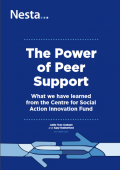 Nesta...
The Power
of Peer
Support
What we have learned
from the Centre for Social
Action Innovation Fund